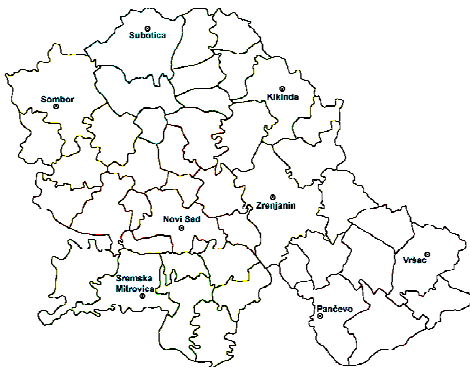 Subotica
Sombor
Kikinda
Zrenjanin
Novi Sad
Vršac
Sremska
Mitrovica
Pančevo